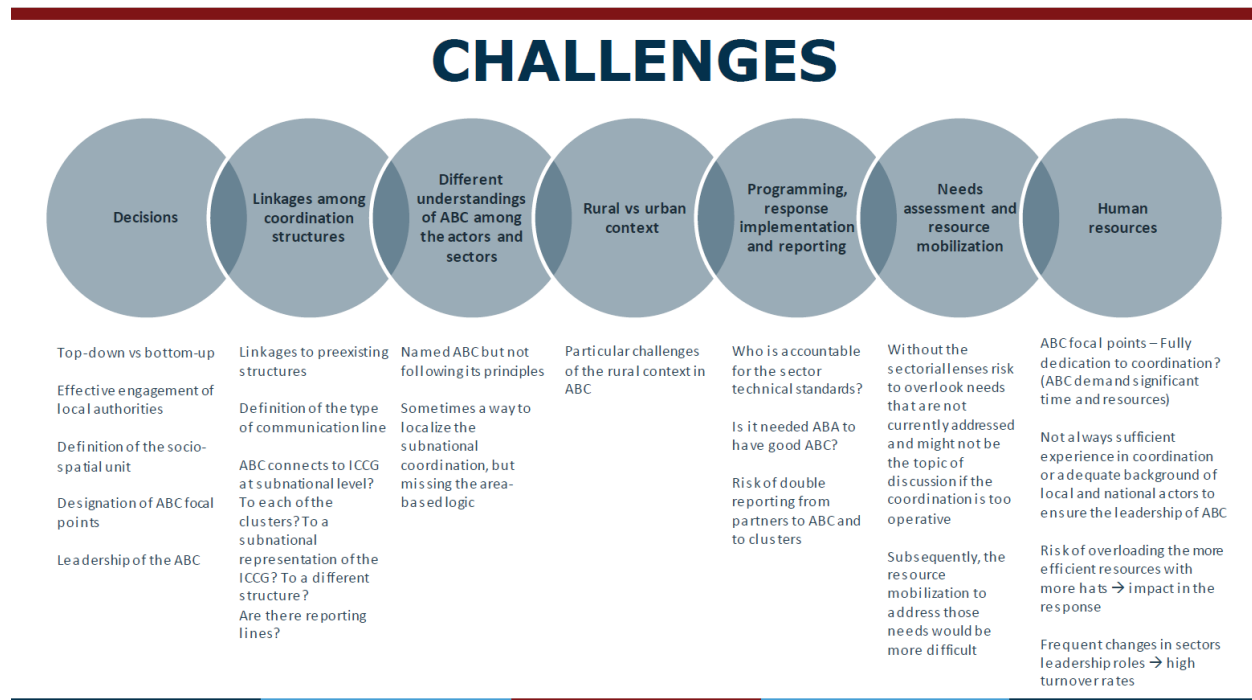 CHALLENGES
Decisions
Linkages among
coordination
structures
Different
understandings
of ABC among
the actors and
sectors
Rural vs urban
context
Programming,
response
implementation
and reporting
Needs
assessment and
resource
mobilization
Human
resources
Top-down vs bottom-up
Effective engagement of
local authorities
Definition of the socio-
spatial unit
Designation of ABC focal
points
Leadership of the ABC
Linkages to preexisting
structures
Definition of the type
of communication line
ABC connects to ICCG
at subnational level?
To each of the
clusters? To a
subnational
representation of the
ICCG? To a different
structure?
Are there reporting
lines?
Named ABC but not
following its principles
Sometimes a way to
localize the
subnational
coordination, but
missing the area-
based logic
Particular challenges
of the rural context in
ABC
Who is accountable
for the sector
technical standards?
Is it needed ABA to
have good ABC?
Risk of double
reporting from
partners to ABC and
to clusters
Without the
sectorial lenses risk
to overlook needs
that are not
currently addressed
and might not be
the topic of
discussion if the
coordination is too
operative
Subsequently, the
resource
mobilization to
address those
needs would be
more difficult
ABC focal points – Fully
dedication to coordination?
(ABC demand significant
time and resources)
Not always sufficient
experience in coordination
or adequate background of
local and national actors to
ensure the leadership of ABC
Risk of overloading the more
efficient resources with
more hats → impact in the
response
Frequent changes in sectors
leadership roles → high
turnover rates